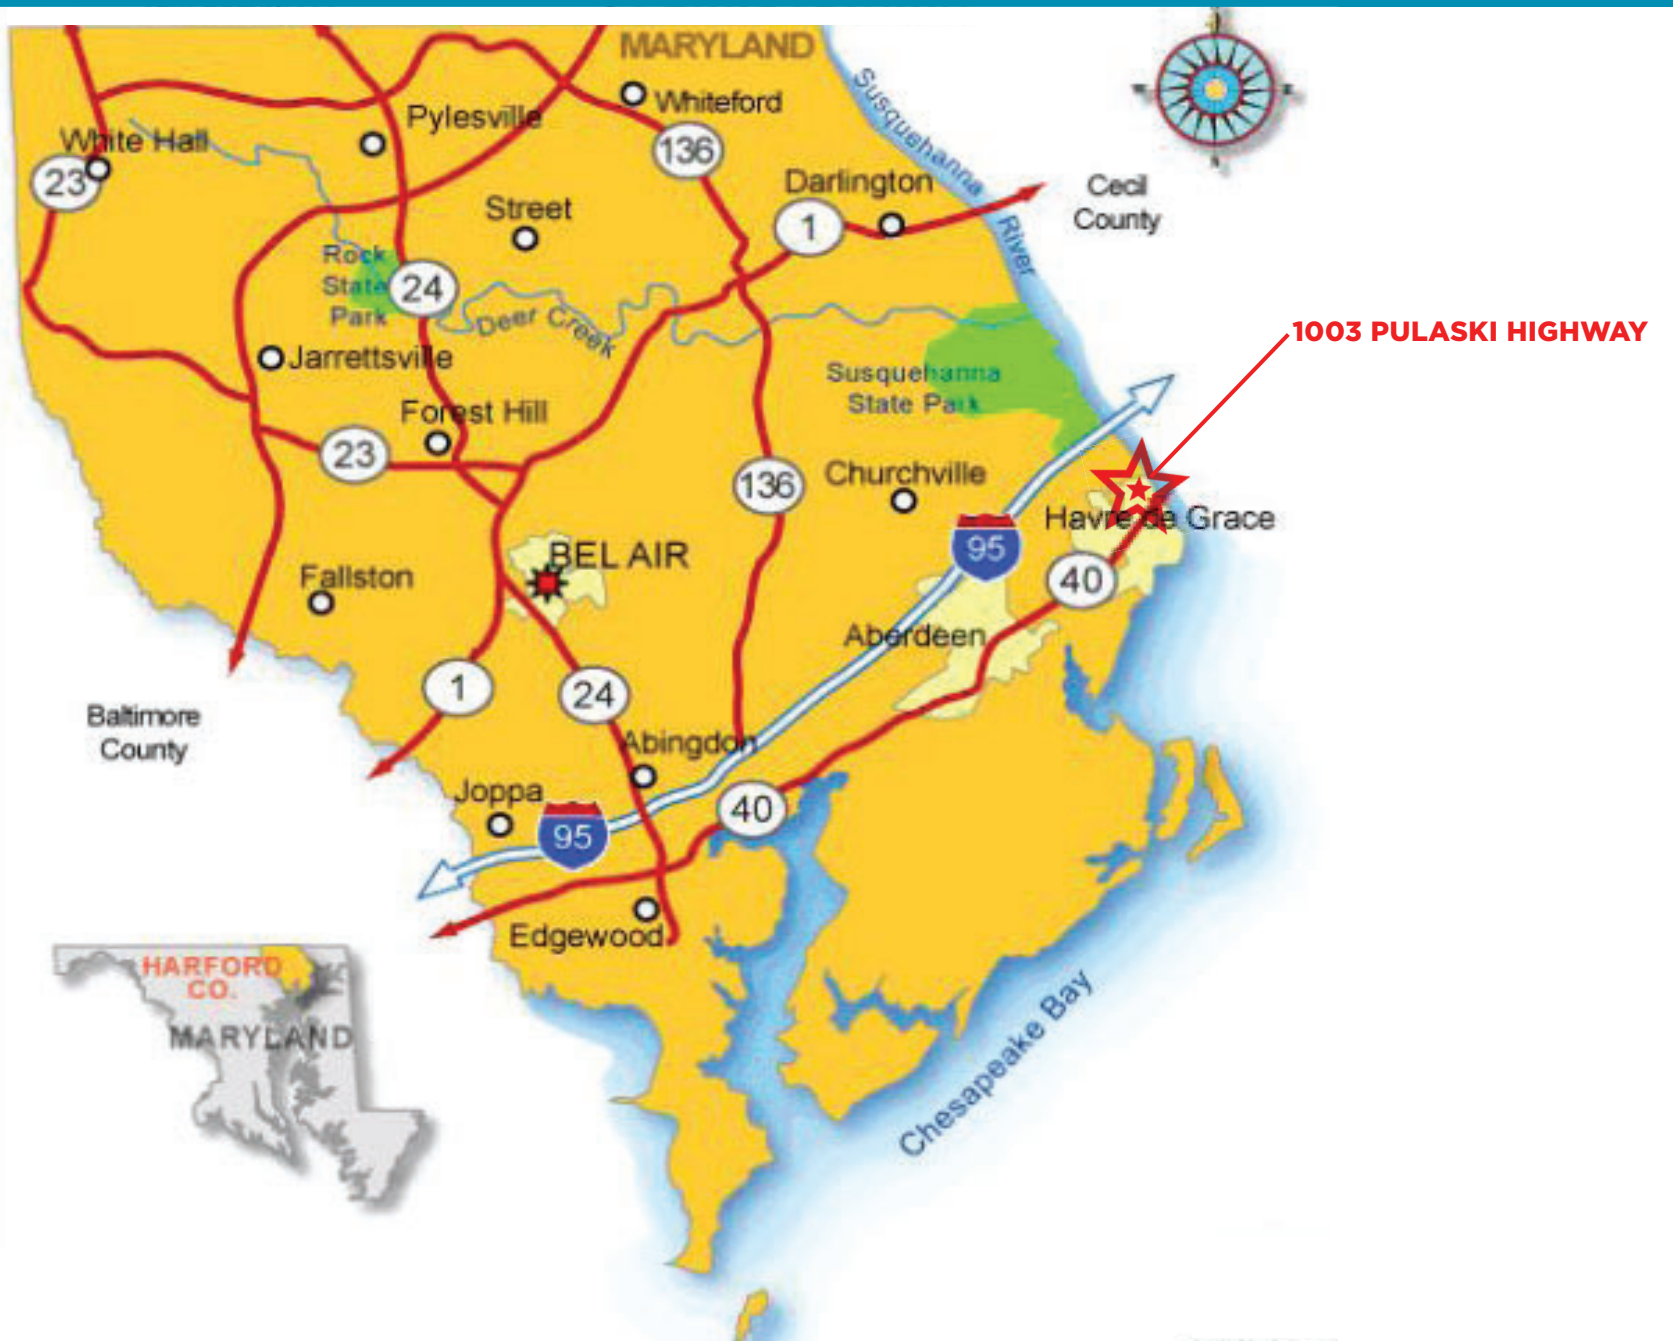 MARYLAND
Susquehanna
River
Whiteford
Pylesville
White Hall
23
136
Darlington
Cecil
County
Street
1
Rock
State
Park
24
Deer Creek
1003 PULASKI HIGHWAY
Jarrettsville
Susquehanna
State Park
Forest Hill
23
136
Churchville
Havre de Grace
95
BEL AIR
40
Fallston
Aberdeen
1
24
Baltimore
County
Abingdon
Joppa
40
95
Edgewood
HARFORD
CO.
MARYLAND
Chesapeake Bay